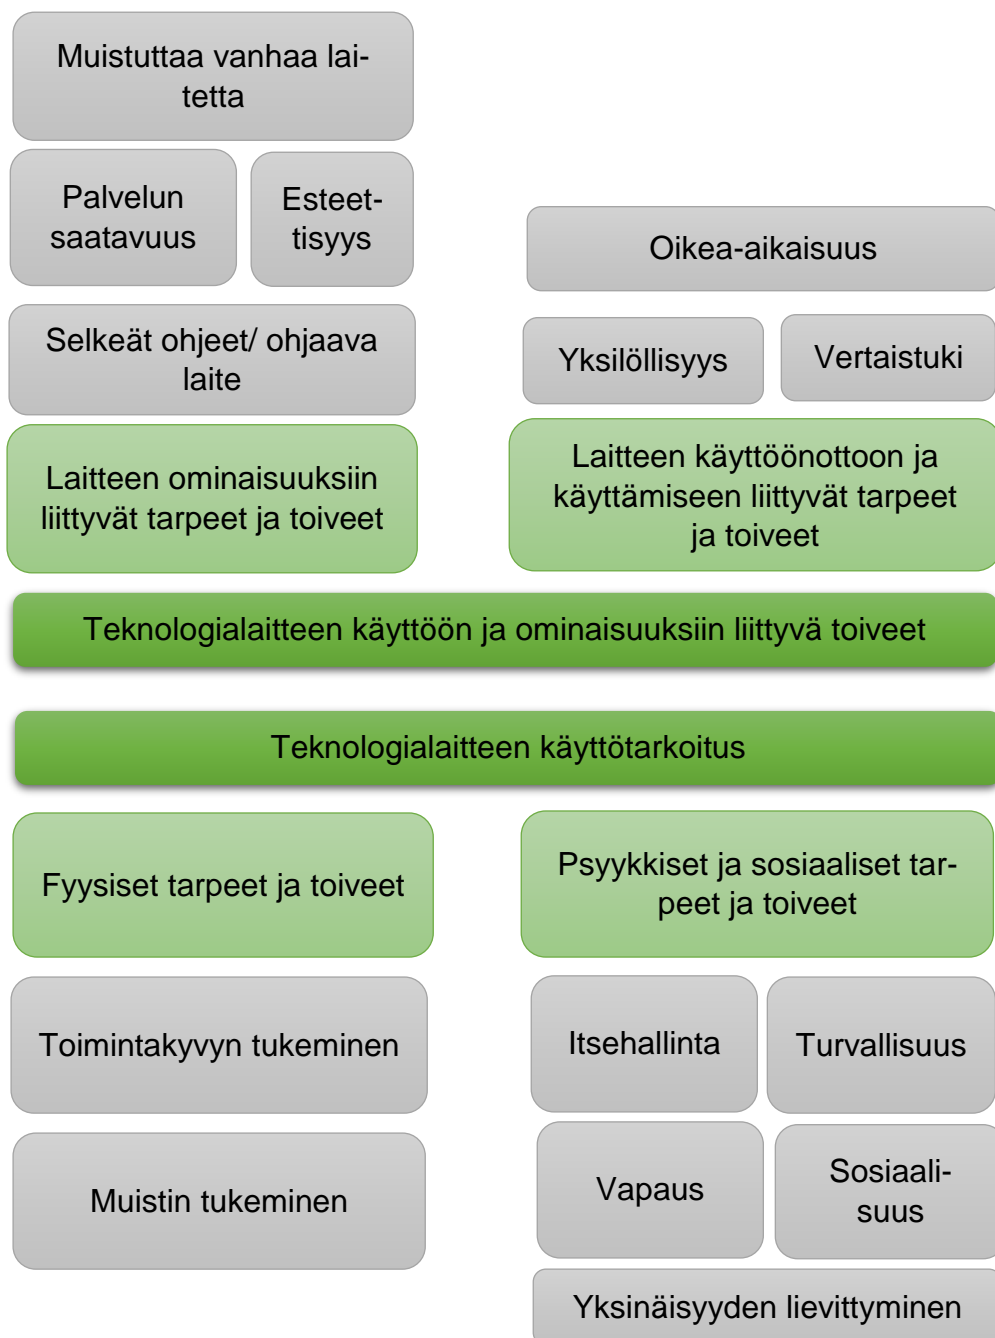 Muistuttaa vanhaa lai-
tetta
Palvelun
saatavuus
Esteet-
tisyys
Selkeät ohjeet/ ohjaava
laite
Laitteen ominaisuuksiin
liittyvät tarpeet ja toiveet
Oikea-aikaisuus
Yksilöllisyys
Vertaistuki
Laitteen käyttöönottoon ja
käyttämiseen liittyvät tarpeet
ja toiveet
Teknologialaitteen käyttöön ja ominaisuuksiin liittyvä toiveet
Teknologialaitteen käyttötarkoitus
Fyysiset tarpeet ja toiveet
Toimintakyvyn tukeminen
Muistin tukeminen
Psyykkiset ja sosiaaliset tar-
peet ja toiveet
Itsehallinta
Turvallisuus
Vapaus
Sosiaali-
suus
Yksinäisyyden lievittyminen